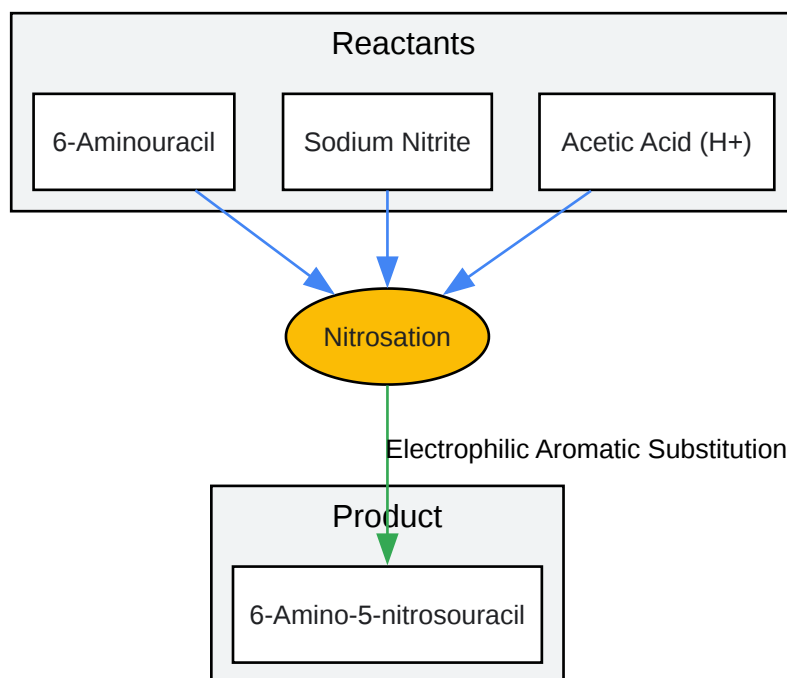 Reactants
6-Aminouracil
Sodium Nitrite
Acetic Acid (H+)
Nitrosation
Electrophilic Aromatic Substitution
Product
6-Amino-5-nitrosouracil